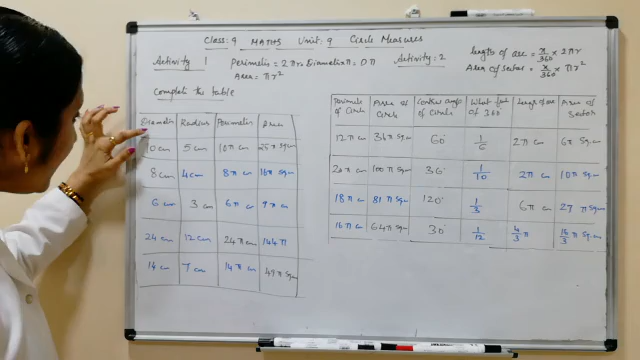 Class: 9 MATHS Unit: 9 Circle Measures
Activity 1 Perimeter = 2πr = Diameter π = Dπ
Area = πr²
Activity: 2 length of arc = x/360 × 2πr
Area of sector = x/360 × πr²
Complete the table
Diameter Radius Perimeter Area
10 cm 5 cm 10π cm 25π sq.cm
8 cm 4 cm 8π cm 16π sq.cm
6 cm 3 cm 6π cm 9π cm
24 cm 12 cm 24π cm 144π
14 cm 7 cm 14π cm 49π sq.cm
Perimeter of Circle Area of Circle of Circle What of 360 Length of arc Area of Sector
12π cm 36π sq.cm 60° 1/6 2π cm 6π sq.cm
20π cm 100π sq.cm 36° 1/10 2π cm 10π sq.cm
18π cm 81π sq.cm 120° 1/3 6π cm 27π sq.cm
16π cm 64π sq.cm 30° 1/12 4/3 π 16/3 π sq.cm